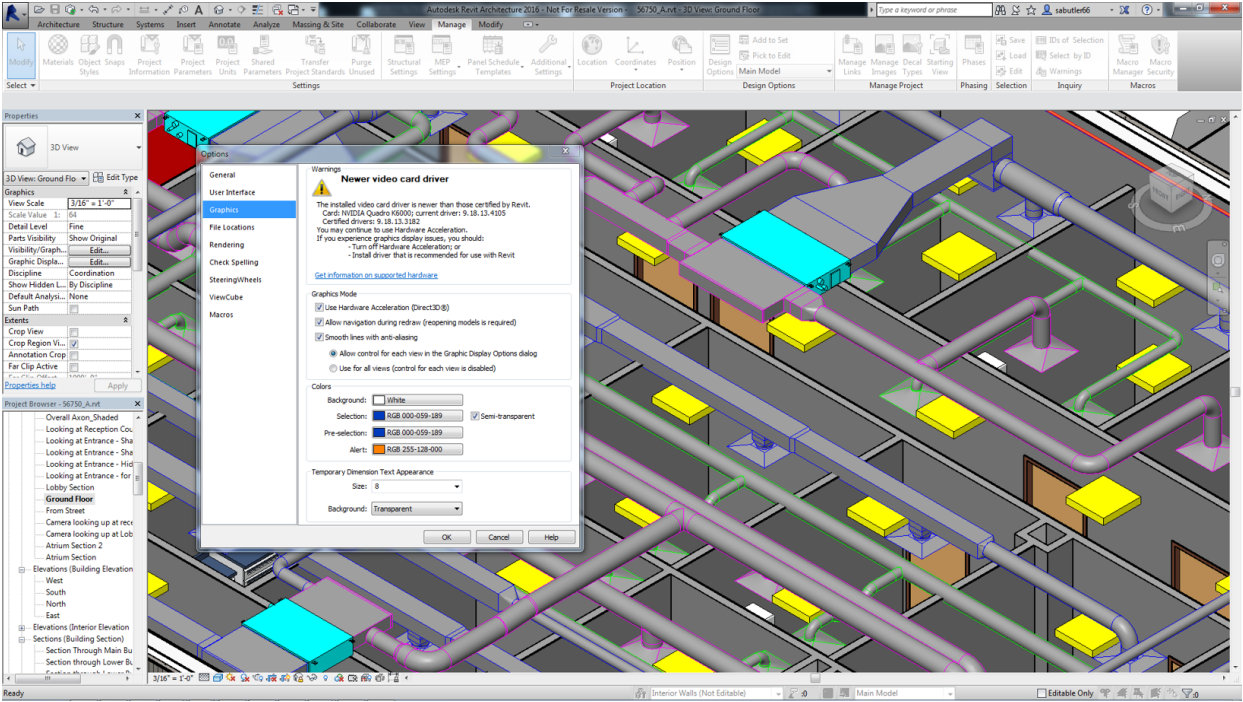 Autodesk Revit Architecture 2016 - Not For Resale Version - 56750_A.rvt - 3D View: Ground Floor
Type a keyword or phrase
sabutler66
Architecture Structure Systems Insert Annotate Analyze Massing & Site Collaborate View Manage Modify
Modify
Materials
Object Styles
Snaps
Project Information
Project Parameters
Project Units
Shared Parameters
Transfer Project Standards
Purge Unused
Structural Settings
MEP Settings
Panel Schedule Templates
Additional Settings
Location
Coordinates
Position
Design Options
Add to Set
Pick to Edit
Main Model
Manage Links
Manage Images
Decal Types
Starting View
Phases
Save
Load
Edit
IDs of Selection
Select by ID
Warnings
Macro Manager
Macro Security
Select
Settings
Project Location
Design Options
Manage Project
Phasing
Selection
Inquiry
Macros
Properties
3D View
3D View: Ground Flo
Edit Type
Graphics
View Scale 3/16" = 1'-0"
Scale Value 1: 64
Detail Level Fine
Parts Visibility Show Original
Visibility/Graph... Edit...
Graphic Displa... Edit...
Discipline Coordination
Show Hidden L... By Discipline
Default Analysi... None
Sun Path
Extents
Crop View
Crop Region Vi...
Annotation Crop
Far Clip Active
Properties help
Apply
Project Browser - 56750_A.rvt
Overall Axon_Shaded
Looking at Reception Cou
Looking at Entrance - Sha
Looking at Entrance - Sha
Looking at Entrance - Hid
Looking at Entrance - for
Lobby Section
Ground Floor
From Street
Camera looking up at rece
Camera looking up at Lob
Atrium Section 2
Atrium Section
Elevations (Building Elevation
West
South
North
East
Elevations (Interior Elevation
Sections (Building Section)
Section Through Main Bu
Section through Lower Bu
Options
General
User Interface
Graphics
File Locations
Rendering
Check Spelling
SteeringWheels
ViewCube
Macros
Warnings
Newer video card driver
The installed video card driver is newer than those certified by Revit.
Card: NVIDIA Quadro K6000; current driver: 9.18.13.4105
Certified drivers: 9.18.13.3182
You may continue to use Hardware Acceleration.
If you experience graphics display issues, you should:
- Turn off Hardware Acceleration; or
- Install driver that is recommended for use with Revit
Get information on supported hardware
Graphics Mode
Use Hardware Acceleration (Direct3D®)
Allow navigation during redraw (reopening models is required)
Smooth lines with anti-aliasing
Allow control for each view in the Graphic Display Options dialog
Use for all views (control for each view is disabled)
Colors
Background: White
Selection: RGB 000-059-189 Semi-transparent
Pre-selection: RGB 000-059-189
Alert: RGB 255-128-000
Temporary Dimension Text Appearance
Size: 8
Background: Transparent
OK Cancel Help
FRONT
3/16" = 1'-0"
Ready
Interior Walls (Not Editable)
:0
Main Model
Editable Only
:0